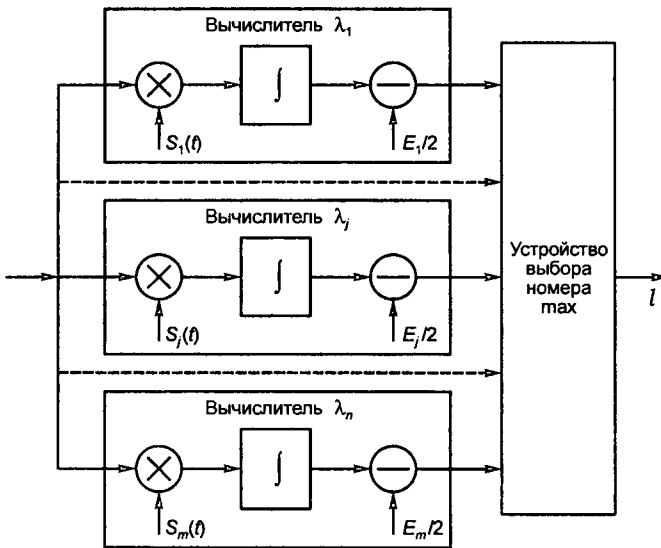 Вычислитель λ₁
∫
S₁(t)
E₁/2
Вычислитель λⱼ
∫
Sⱼ(t)
Eⱼ/2
Устройство
выбора
номера
max
l
Вычислитель λₙ
∫
Sₘ(t)
Eₘ/2